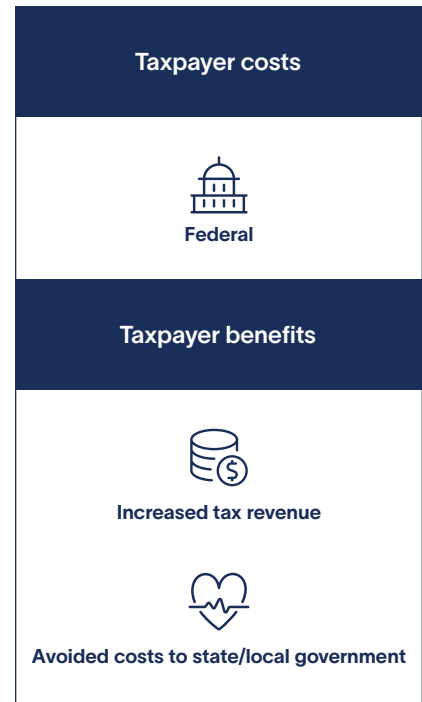 Taxpayer costs
Federal
Taxpayer benefits
$
Increased tax revenue
Avoided costs to state/local government